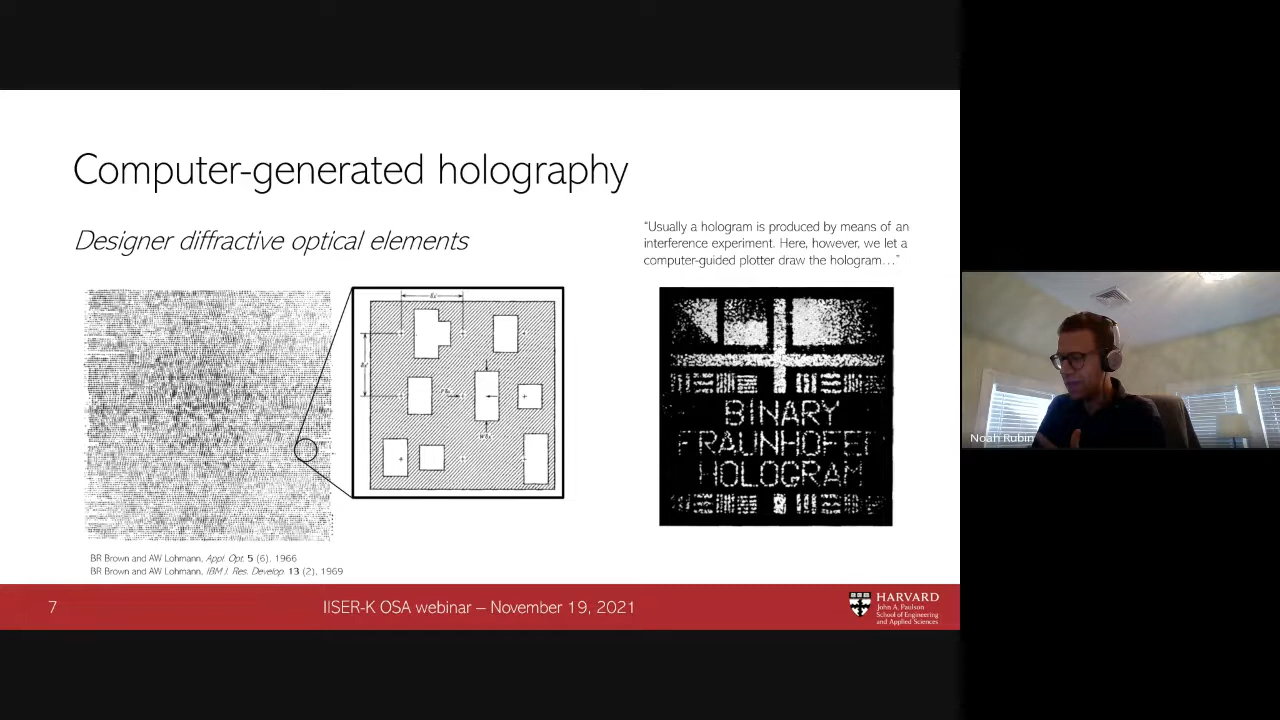 Computer-generated holography
Designer diffractive optical elements
“Usually a hologram is produced by means of an
interference experiment. Here, however, we let a
computer-guided plotter draw the hologram…”
BINARY
FRAUNHOFER
HOLOGRAM
BR Brown and AW Lohmann, Appl. Opt. 5 (6), 1966
BR Brown and AW Lohmann, IBM J. Res. Develop. 13 (2), 1969
7
IISER-K OSA webinar – November 19, 2021
HARVARD
John A. Paulson
School of Engineering
and Applied Sciences
Noah Rubin